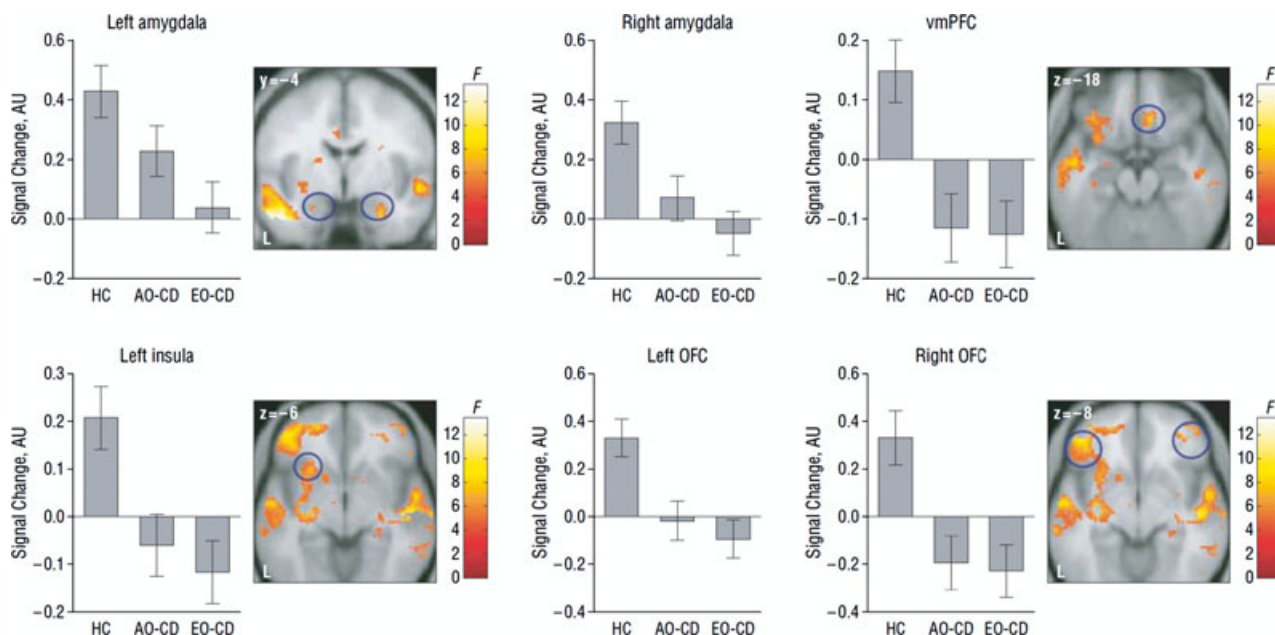 Left amygdala
Signal Change, AU
0.6
0.4
0.2
0.0
−0.2
HC AO-CD EO-CD
y=−4
L
F
12
10
8
6
4
2
0
Right amygdala
Signal Change, AU
0.6
0.4
0.2
0.0
−0.2
HC AO-CD EO-CD
vmPFC
Signal Change, AU
0.2
0.1
0.0
−0.1
−0.2
HC AO-CD EO-CD
z=−18
L
F
12
10
8
6
4
2
0
Left insula
Signal Change, AU
0.3
0.2
0.1
0.0
−0.1
−0.2
HC AO-CD EO-CD
z=−6
L
F
12
10
8
6
4
2
0
Left OFC
Signal Change, AU
0.6
0.4
0.2
0.0
−0.2
−0.4
HC AO-CD EO-CD
Right OFC
Signal Change, AU
0.6
0.4
0.2
0.0
−0.2
−0.4
HC AO-CD EO-CD
z=−8
L
F
12
10
8
6
4
2
0